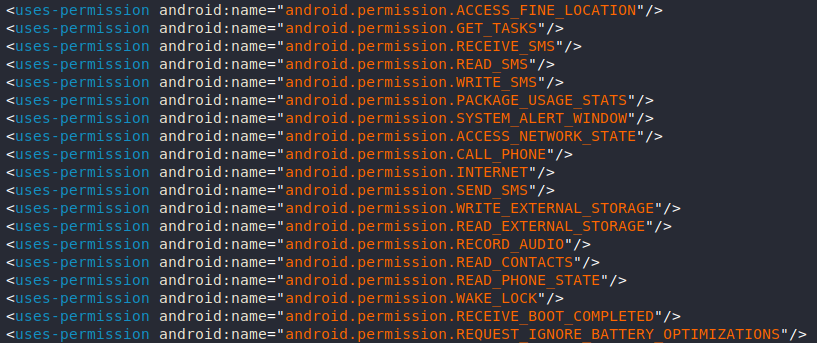 <uses-permission android:name="android.permission.ACCESS_FINE_LOCATION"/>
<uses-permission android:name="android.permission.GET_TASKS"/>
<uses-permission android:name="android.permission.RECEIVE_SMS"/>
<uses-permission android:name="android.permission.READ_SMS"/>
<uses-permission android:name="android.permission.WRITE_SMS"/>
<uses-permission android:name="android.permission.PACKAGE_USAGE_STATS"/>
<uses-permission android:name="android.permission.SYSTEM_ALERT_WINDOW"/>
<uses-permission android:name="android.permission.ACCESS_NETWORK_STATE"/>
<uses-permission android:name="android.permission.CALL_PHONE"/>
<uses-permission android:name="android.permission.INTERNET"/>
<uses-permission android:name="android.permission.SEND_SMS"/>
<uses-permission android:name="android.permission.WRITE_EXTERNAL_STORAGE"/>
<uses-permission android:name="android.permission.READ_EXTERNAL_STORAGE"/>
<uses-permission android:name="android.permission.RECORD_AUDIO"/>
<uses-permission android:name="android.permission.READ_CONTACTS"/>
<uses-permission android:name="android.permission.READ_PHONE_STATE"/>
<uses-permission android:name="android.permission.WAKE_LOCK"/>
<uses-permission android:name="android.permission.RECEIVE_BOOT_COMPLETED"/>
<uses-permission android:name="android.permission.REQUEST_IGNORE_BATTERY_OPTIMIZATIONS"/>